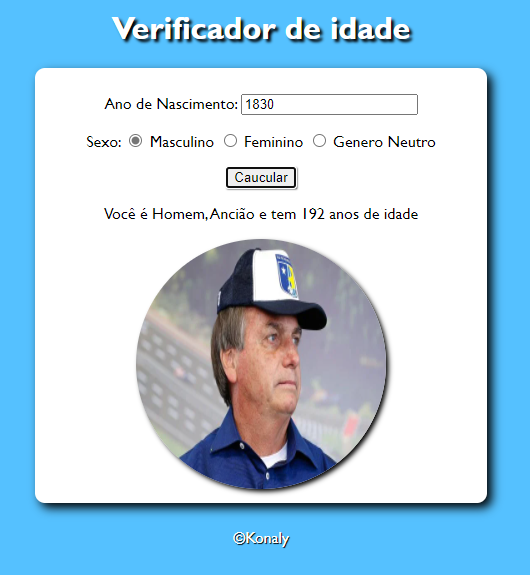 Verificador de idade
Ano de Nascimento: 1830
Sexo: Masculino Feminino Genero Neutro
Caucular
Você é Homem, Ancião e tem 192 anos de idade
©Konaly